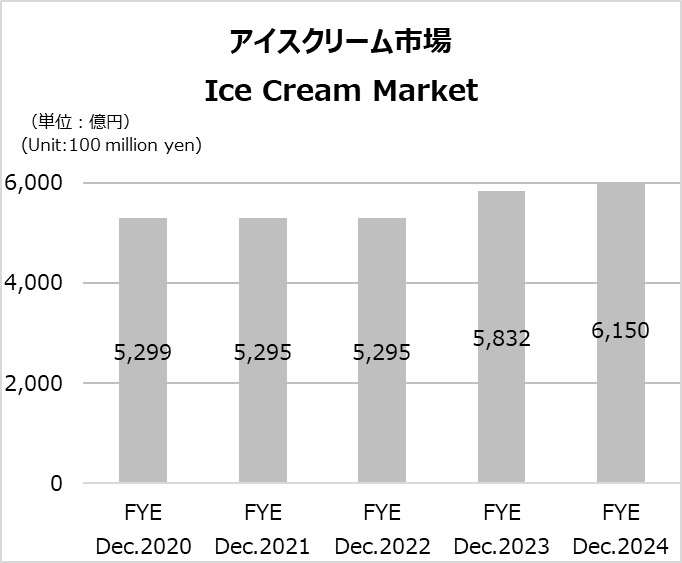 アイスクリーム市場
Ice Cream Market
（単位：億円）
(Unit:100 million yen)
6,000
4,000
2,000
0
5,299
5,295
5,295
5,832
6,150
FYE
Dec.2020
FYE
Dec.2021
FYE
Dec.2022
FYE
Dec.2023
FYE
Dec.2024